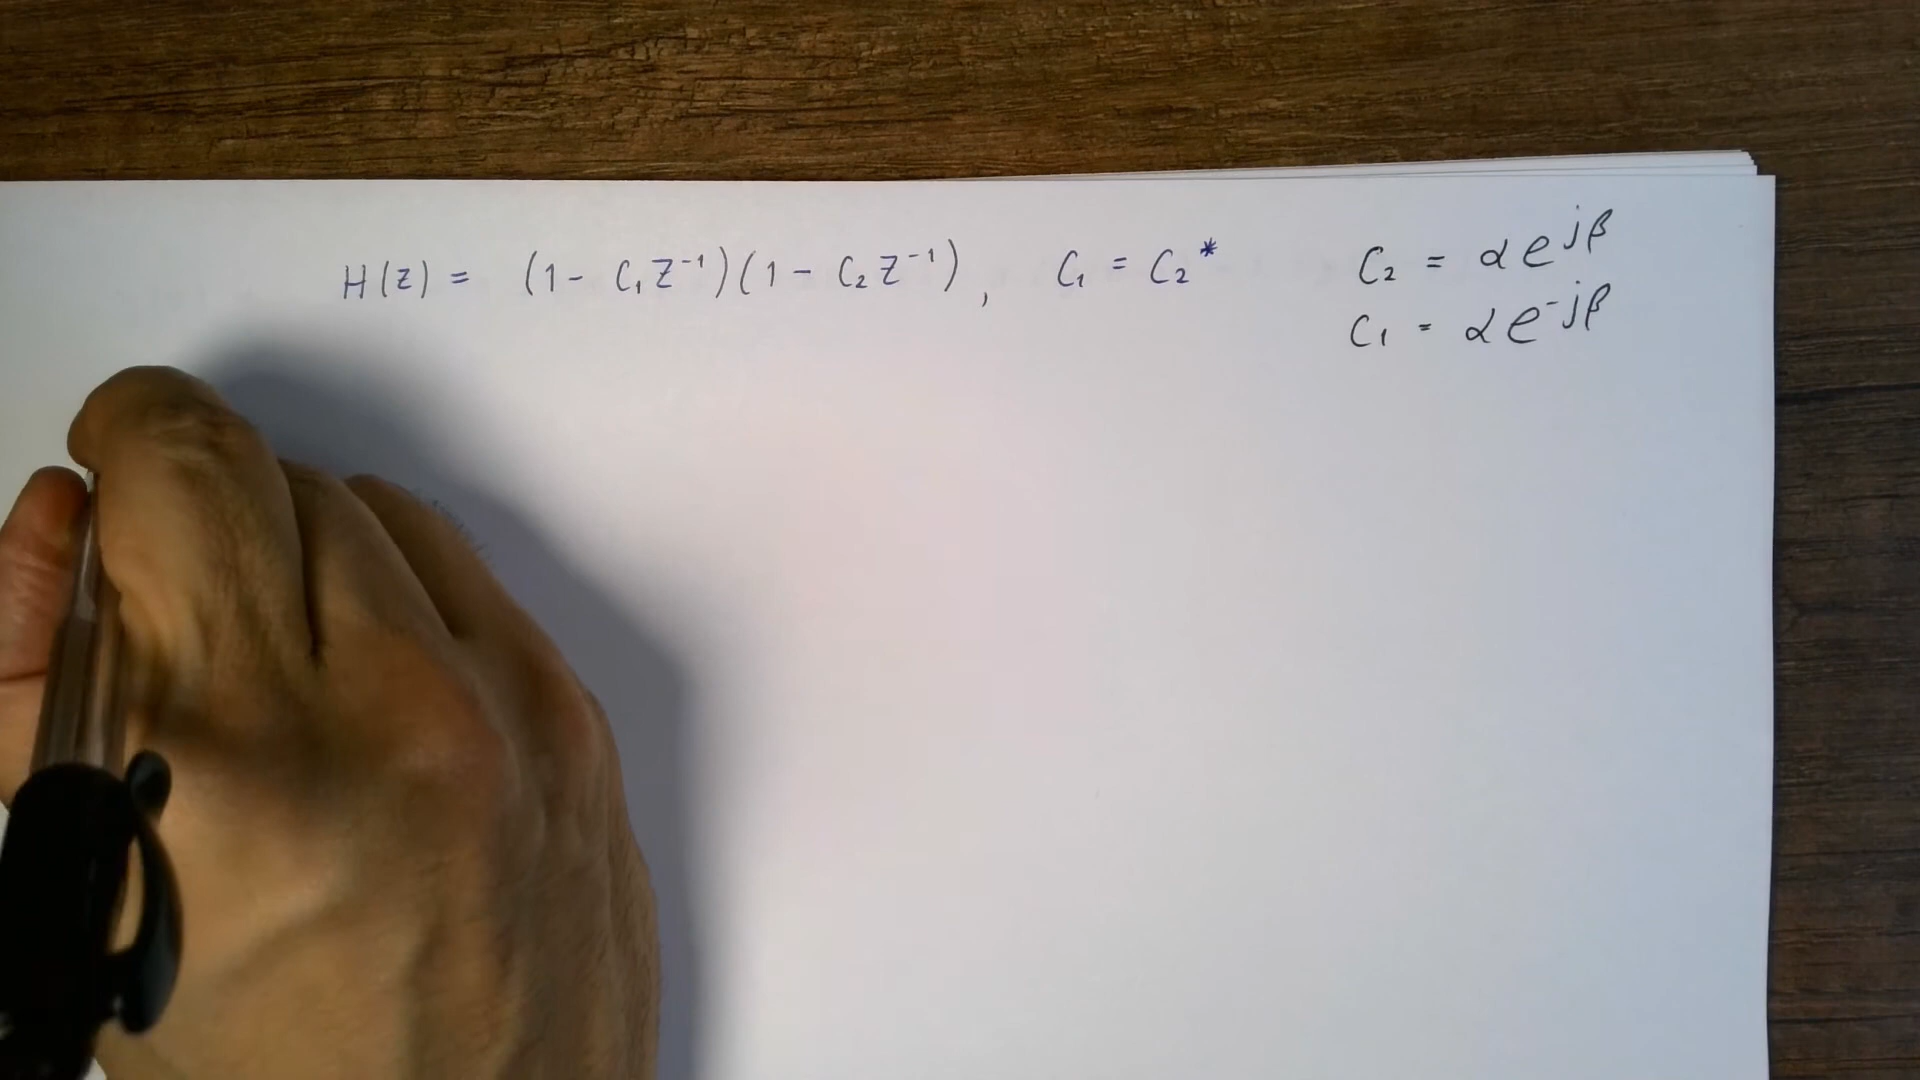 H(z) = (1 - C₁z⁻¹)(1 - C₂z⁻¹), C₁ = C₂*
C₂ = αe^{jβ}
C₁ = αe^{-jβ}